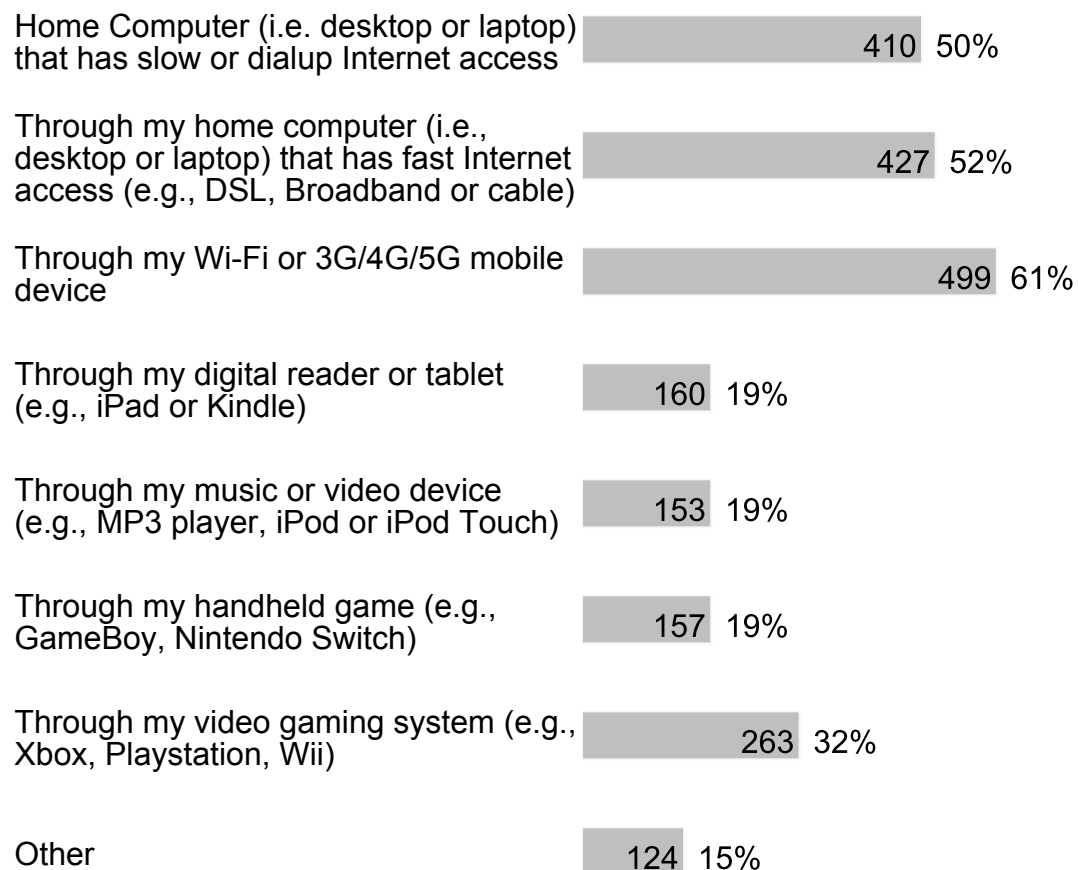 Home Computer (i.e. desktop or laptop)
that has slow or dialup Internet access
410 50%
Through my home computer (i.e.,
desktop or laptop) that has fast Internet
access (e.g., DSL, Broadband or cable)
427 52%
Through my Wi-Fi or 3G/4G/5G mobile
device
499 61%
Through my digital reader or tablet
(e.g., iPad or Kindle)
160 19%
Through my music or video device
(e.g., MP3 player, iPod or iPod Touch)
153 19%
Through my handheld game (e.g.,
GameBoy, Nintendo Switch)
157 19%
Through my video gaming system (e.g.,
Xbox, Playstation, Wii)
263 32%
Other
124 15%